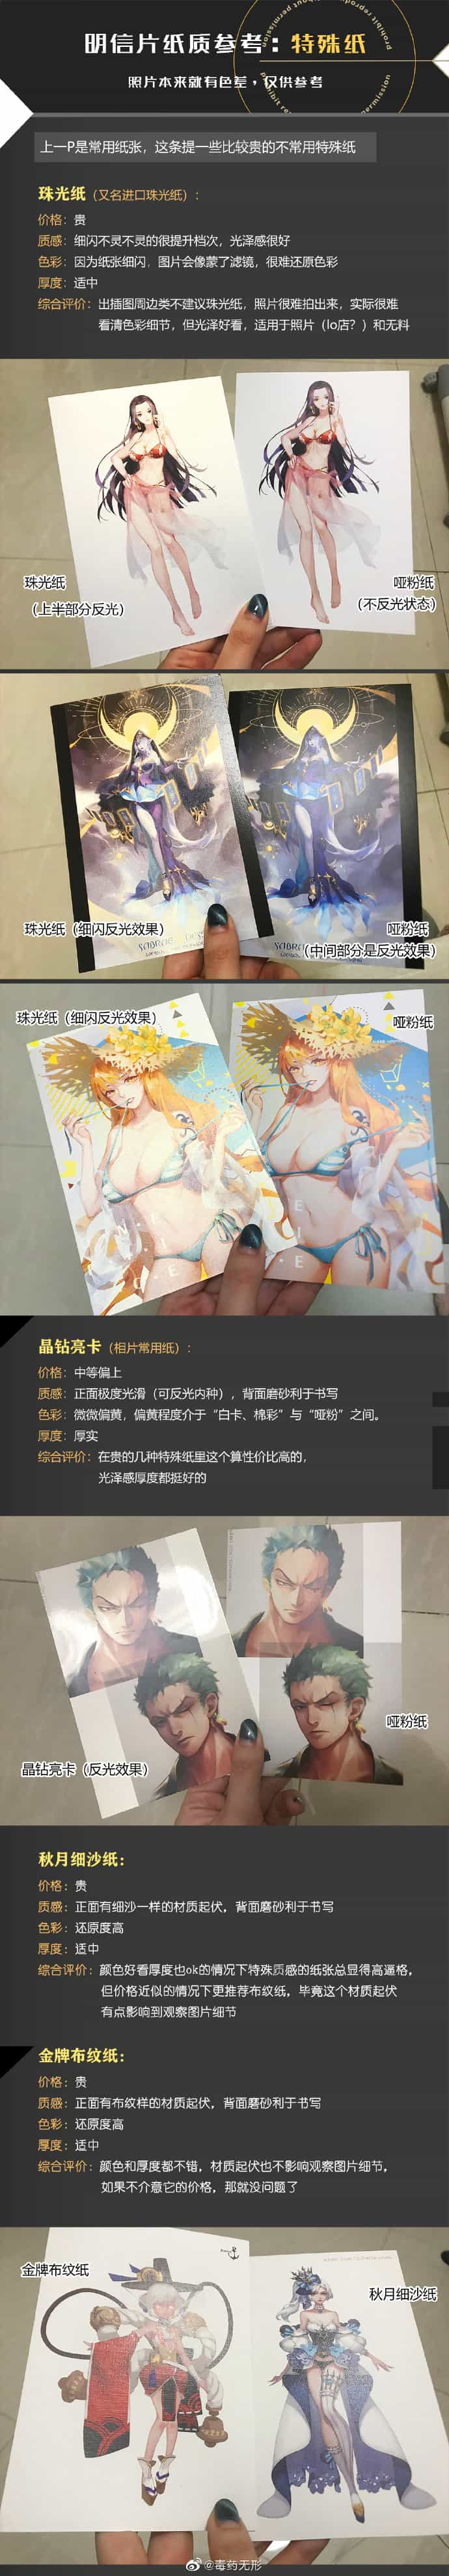 明信片纸质参考：特殊纸
照片本来就有色差，仅供参考
上一P是常用纸张，这条提一些比较贵的不常用特殊纸
珠光纸（又名进口珠光纸）：
价格：贵
质感：细闪不灵不灵的很提升档次，光泽感很好
色彩：因为纸张细闪，图片会像蒙了滤镜，很难还原色彩
厚度：适中
综合评价：出插图周边类不建议珠光纸，照片很难拍出来，实际很难
看清色彩细节，但光泽好看，适用于照片（lo店？）和无料
珠光纸
（上半部分反光）
哑粉纸
（不反光状态）
珠光纸（细闪反光效果）
哑粉纸
（中间部分是反光效果）
珠光纸（细闪反光效果）
哑粉纸
晶钻亮卡（相片常用纸）：
价格：中等偏上
质感：正面极度光滑（可反光内种），背面磨砂利于书写
色彩：微微偏黄，偏黄程度介于“白卡、棉彩”与“哑粉”之间。
厚度：厚实
综合评价：在贵的几种特殊纸里这个算性价比高的，
光泽感厚度都挺好的
哑粉纸
晶钻亮卡（反光效果）
秋月细沙纸：
价格：贵
质感：正面有细沙一样的材质起伏，背面磨砂利于书写
色彩：还原度高
厚度：适中
综合评价：颜色好看厚度也ok的情况下特殊质感的纸张总显得高逼格，
但价格近似的情况下更推荐布纹纸，毕竟这个材质起伏
有点影响到观察图片细节
金牌布纹纸：
价格：贵
质感：正面有布纹样的材质起伏，背面磨砂利于书写
色彩：还原度高
厚度：适中
综合评价：颜色和厚度都不错，材质起伏也不影响观察图片细节，
如果不介意它的价格，那就没问题了
金牌布纹纸
秋月细沙纸
@毒药无形